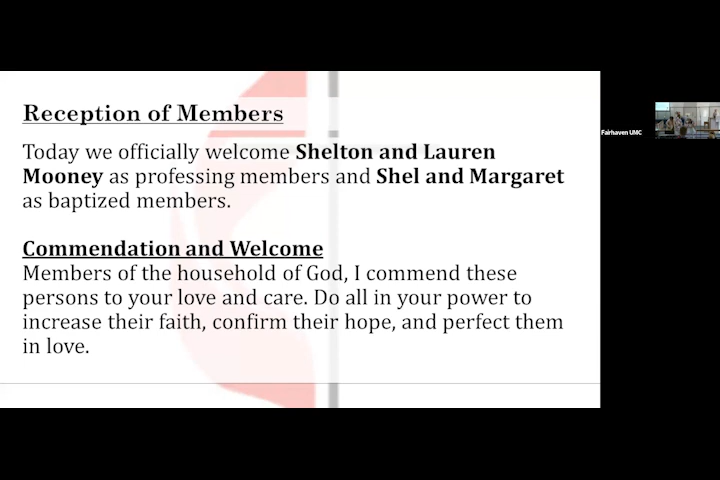 Reception of Members
Today we officially welcome Shelton and Lauren
Mooney as professing members and Shel and Margaret
as baptized members.
Commendation and Welcome
Members of the household of God, I commend these
persons to your love and care. Do all in your power to
increase their faith, confirm their hope, and perfect them
in love.
Fairhaven UMC